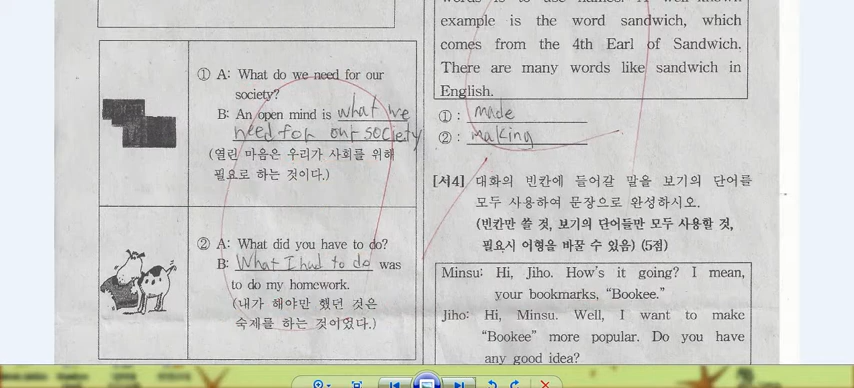 ① A: What do we need for our
society?
B: An open mind is what we
need for our society
(열린 마음은 우리가 사회를 위해
필요로 하는 것이다.)
② A: What did you have to do?
B: What I had to do was
to do my homework.
(내가 해야만 했던 것은
숙제를 하는 것이었다.)
words is to use names. A well-known
example is the word sandwich, which
comes from the 4th Earl of Sandwich.
There are many words like sandwich in
English.
① : made
② : making
[서4] 대화의 빈칸에 들어갈 말을 보기의 단어를
모두 사용하여 문장으로 완성하시오.
(빈칸만 쓸 것, 보기의 단어들만 모두 사용할 것,
필요시 어형을 바꿀 수 있음) (5점)
Minsu: Hi, Jiho. How's it going? I mean,
your bookmarks, "Bookee."
Jiho: Hi, Minsu. Well, I want to make
"Bookee" more popular. Do you have
any good idea?